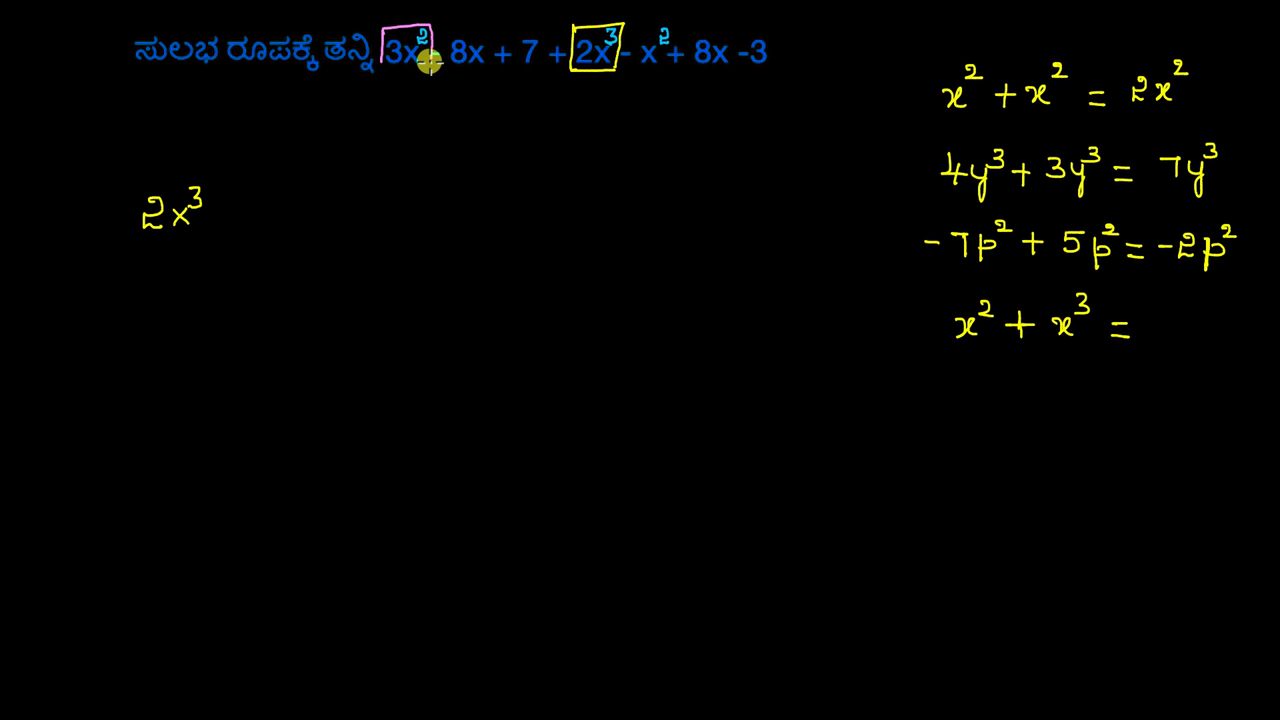 ಸುಲಭ ರೂಪಕ್ಕೆ ತನ್ನಿ 3x² 8x + 7 + 2x³ - x² + 8x -3
x² + x² = 2x²
4y³ + 3y³ = 7y³
2x³
- 7p² + 5p² = -2p²
x² + x³ =